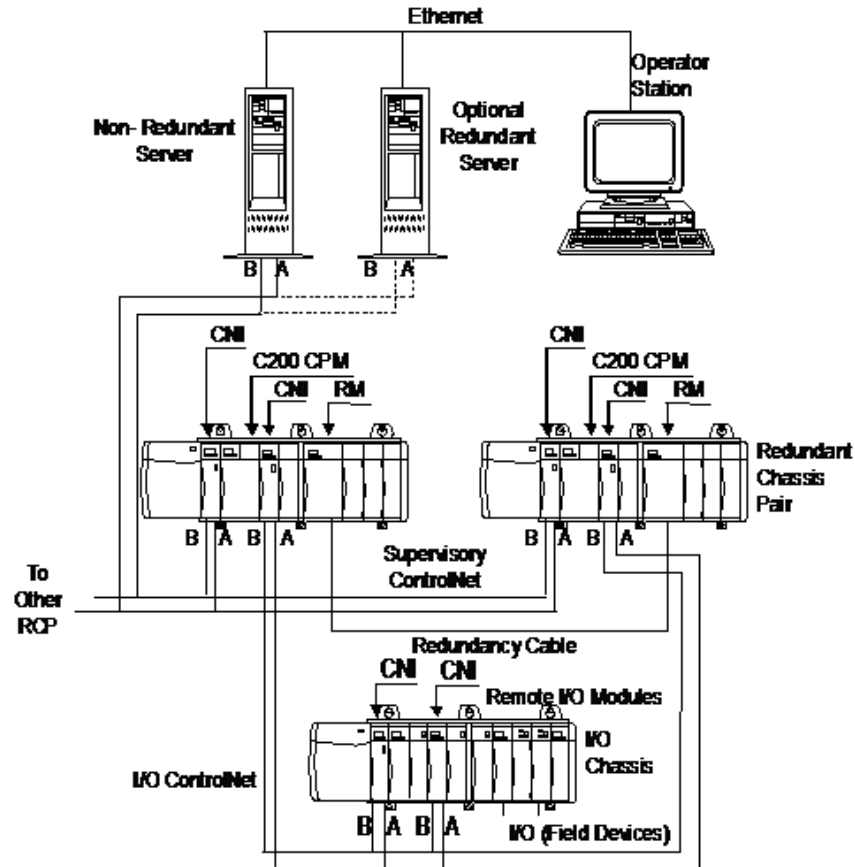 Ethernet
Operator
Station
Non- Redundant
Server
Optional
Redundant
Server
B A
B A
CNI
C200 CPM
CNI RM
CNI
C200 CPM
CNI RM
Redundant
Chassis
Pair
B A B A
B A B A
Supervisory
ControlNet
To
Other
RCP
Redundancy Cable
CNI CNI
Remote I/O Modules
I/O
Chassis
I/O ControlNet
B A B A
I/O (Field Devices)